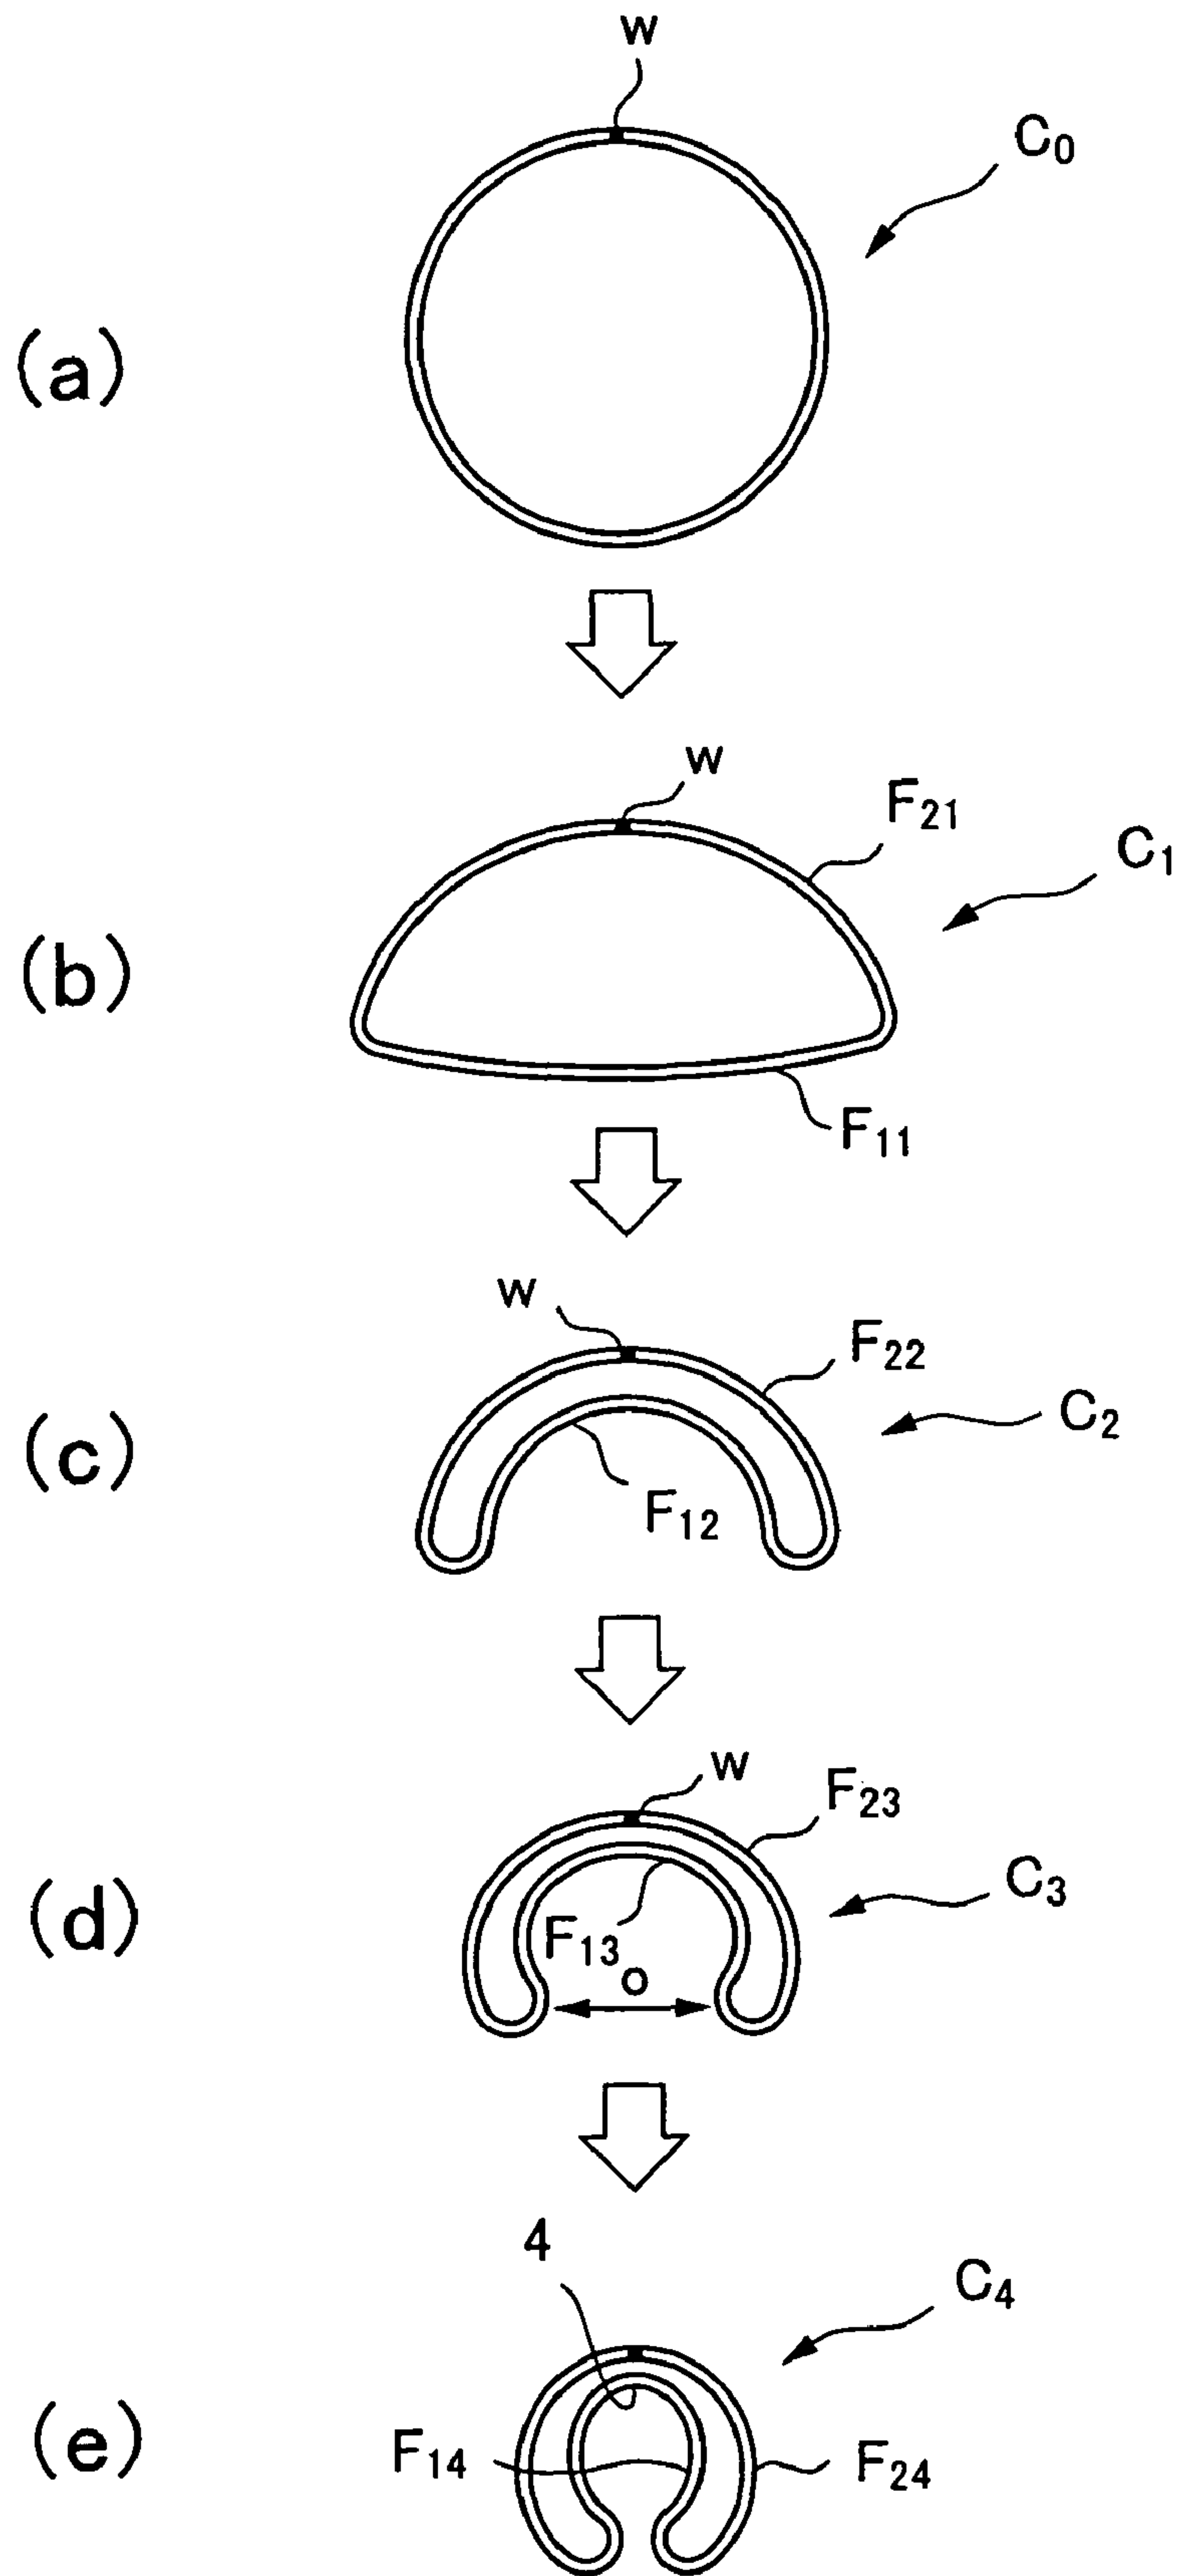 w
C₀
(a)
w
F₂₁
C₁
(b)
F₁₁
w
F₂₂
C₂
(c)
F₁₂
w
F₂₃
C₃
(d)
F₁₃
o
4
C₄
(e)
F₁₄
F₂₄